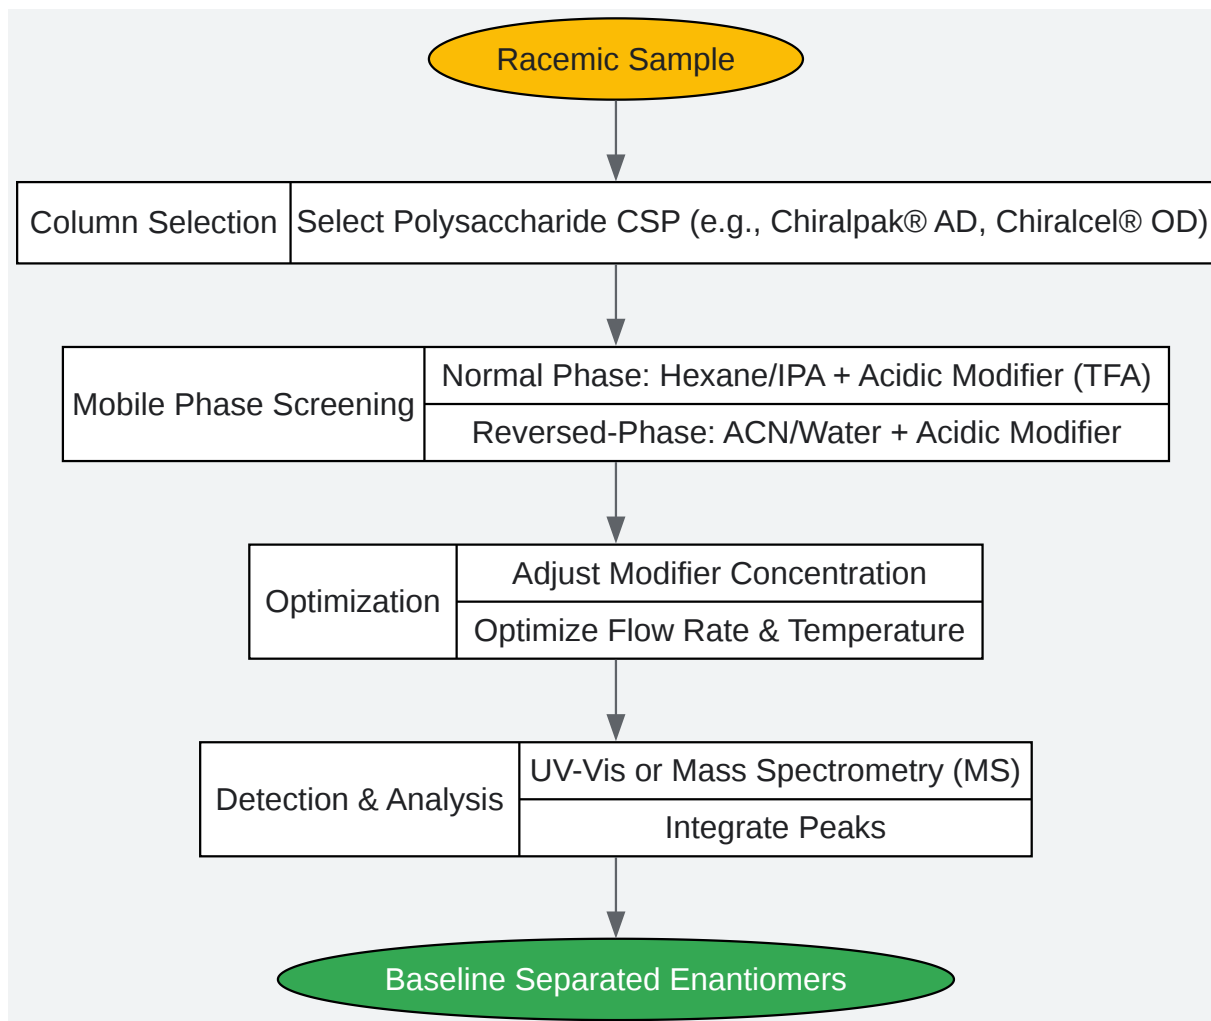 Racemic Sample
Column Selection
Select Polysaccharide CSP (e.g., Chiralpak® AD, Chiralcel® OD)
Mobile Phase Screening
Normal Phase: Hexane/IPA + Acidic Modifier (TFA)
Reversed-Phase: ACN/Water + Acidic Modifier
Optimization
Adjust Modifier Concentration
Optimize Flow Rate & Temperature
Detection & Analysis
UV-Vis or Mass Spectrometry (MS)
Integrate Peaks
Baseline Separated Enantiomers